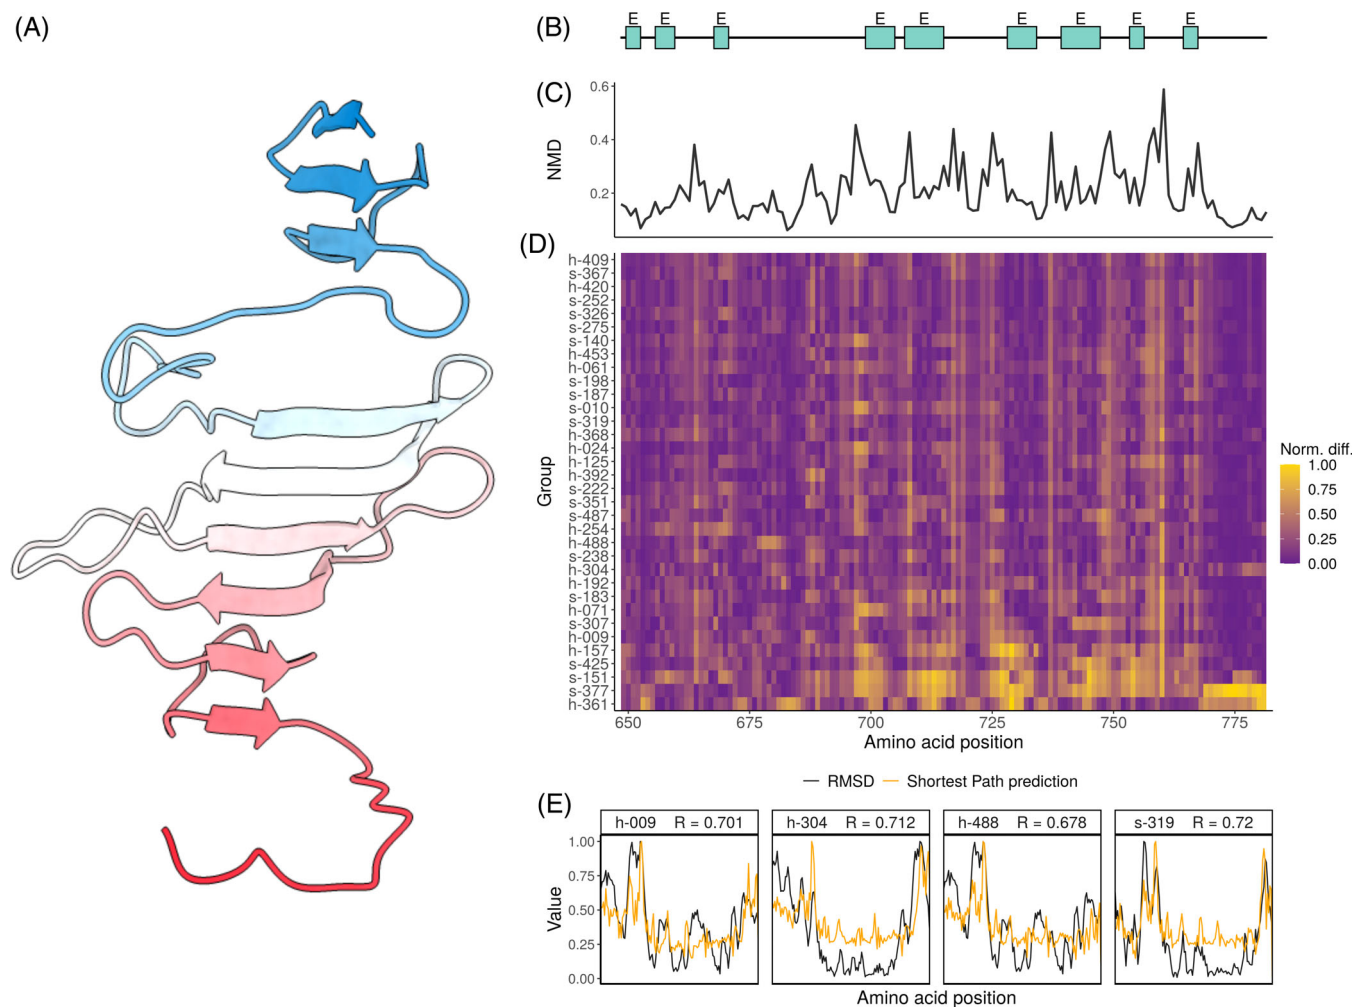 (A)
(B)
E E E E E E E E E
(C)
0.6
0.4
0.2
NMD
(D)
h-409
s-367
h-420
s-252
s-326
s-275
s-140
h-453
h-061
s-198
s-187
s-010
s-319
h-368
h-024
h-125
h-392
s-222
s-351
s-487
s-254
h-488
s-238
h-304
h-192
s-183
h-071
s-307
h-009
h-157
s-425
s-151
s-377
h-361
Group
650 675 700 725 750 775
Amino acid position
Norm. diff.
1.00
0.75
0.50
0.25
0.00
RMSD Shortest Path prediction
(E)
h-009 R = 0.701
h-304 R = 0.712
h-488 R = 0.678
s-319 R = 0.72
1.00
0.75
0.50
0.25
0.00
Value
Amino acid position